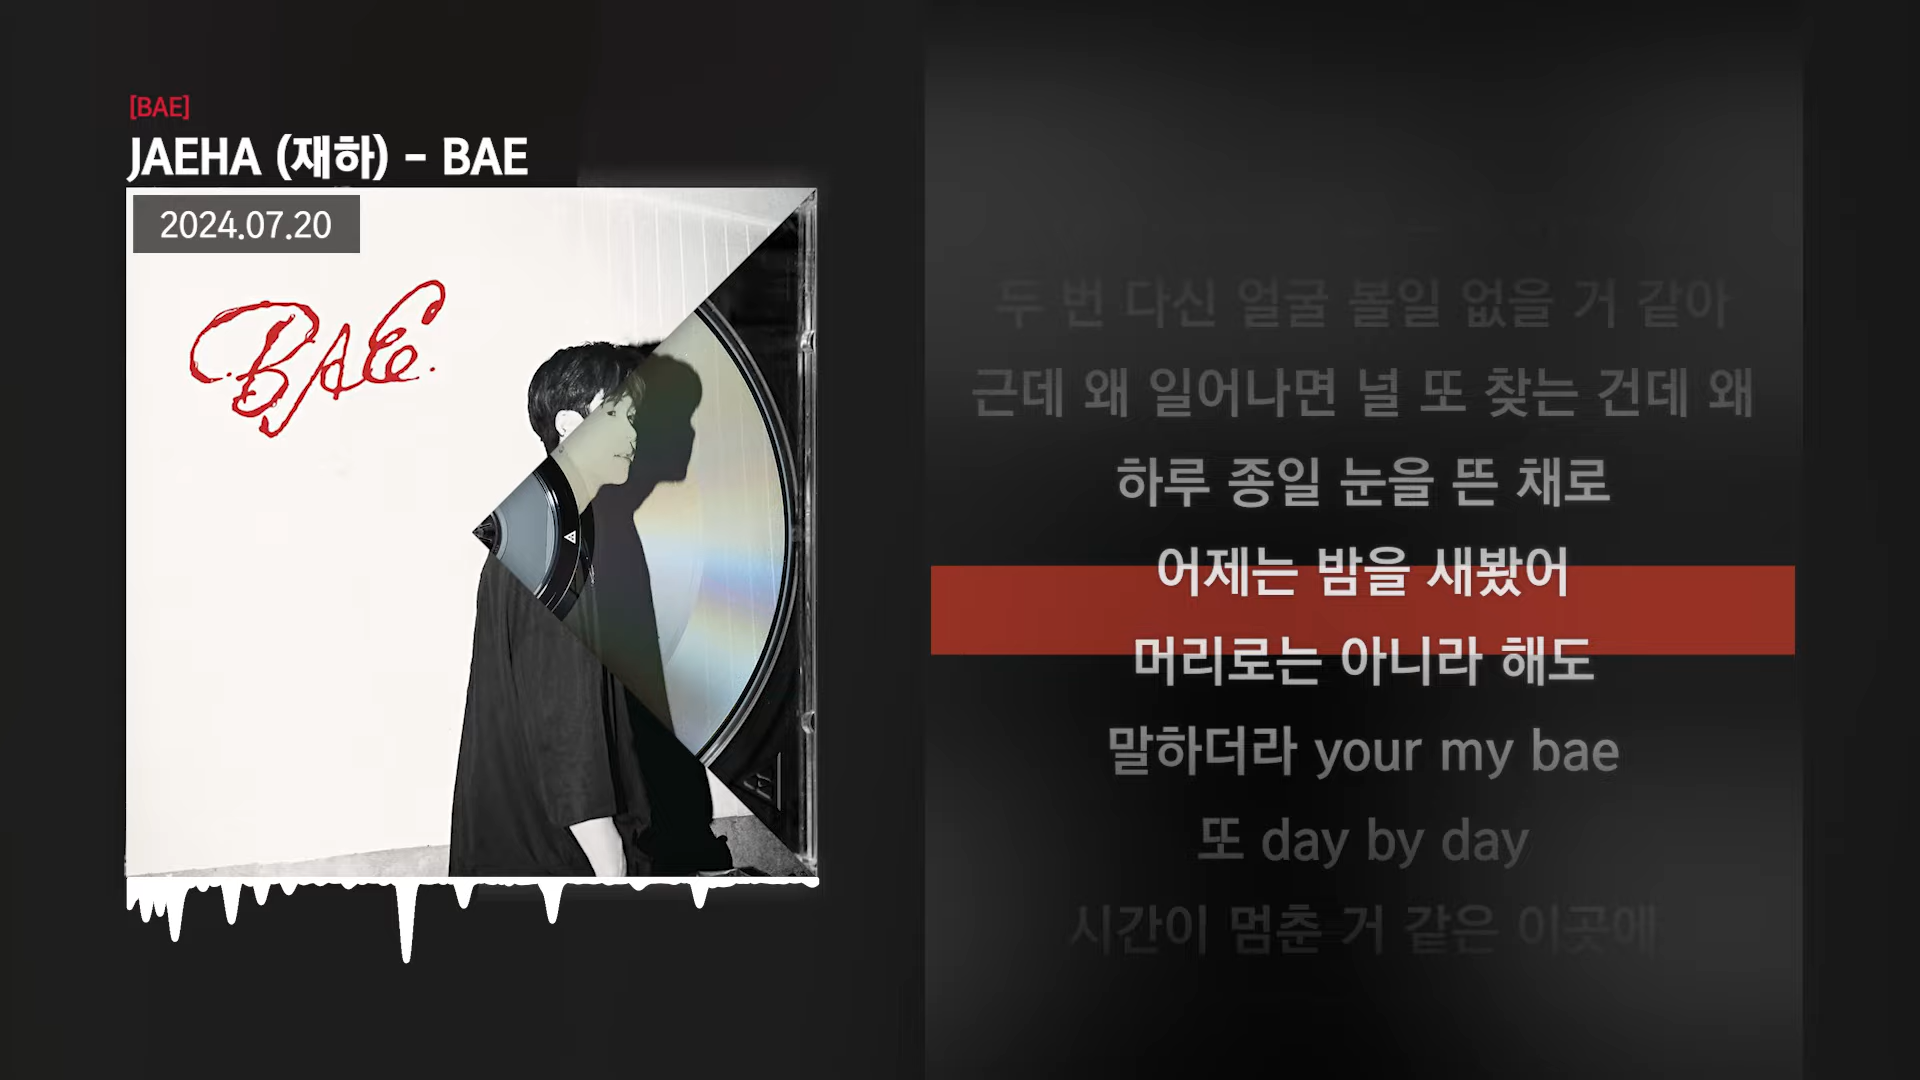 [BAE]
JAEHA (재하) - BAE
2024.07.20
BAE
두 번 다신 얼굴 볼일 없을 거 같아
근데 왜 일어나면 널 또 찾는 건데 왜
하루 종일 눈을 뜬 채로
어제는 밤을 새봤어
머리로는 아니라 해도
말하더라 your my bae
또 day by day
시간이 멈춘 거 같은 이곳에